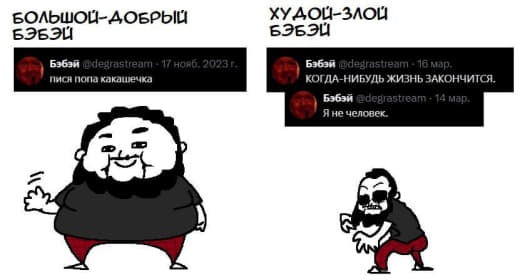 БОЛЬШОЙ-ДОБРЫЙ
БЭБЭЙ
Бэбэй @degrastream · 17 нояб. 2023 г.
пися попа какашечка
ХУДОЙ-ЗЛОЙ
БЭБЭЙ
Бэбэй @degrastream · 16 мар.
КОГДА-НИБУДЬ ЖИЗНЬ ЗАКОНЧИТСЯ.
Бэбэй @degrastream · 14 мар.
Я не человек.